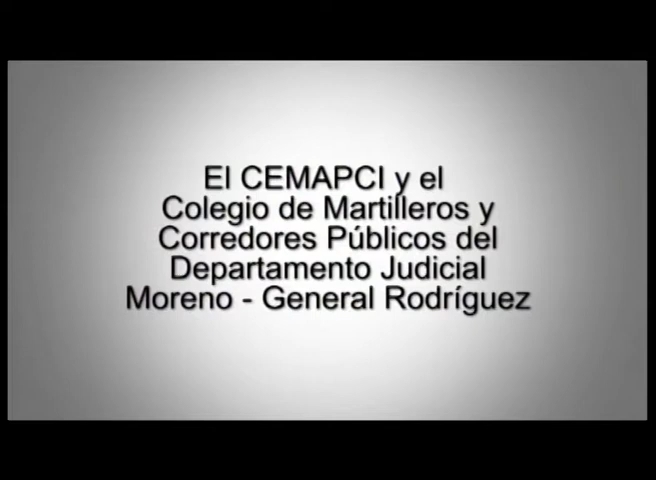 El CEMAPCI y el
Colegio de Martilleros y
Corredores Públicos del
Departamento Judicial
Moreno - General Rodríguez